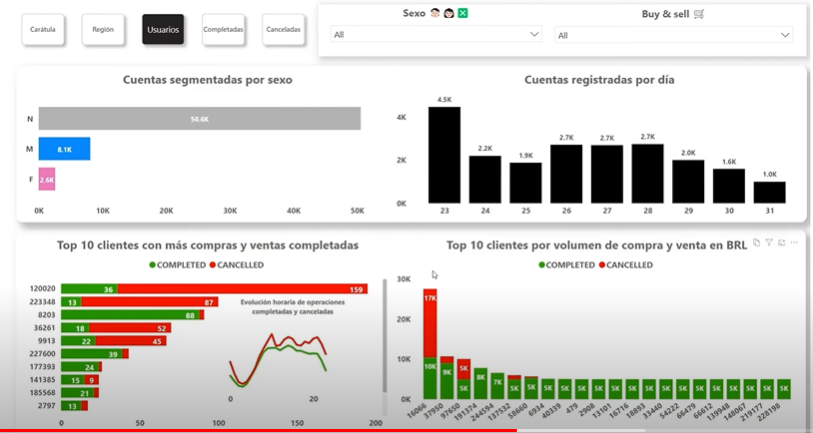 Sexo
Buy & sell
Carátula
Región
Usuarios
Completadas
Canceladas
All
All
Cuentas segmentadas por sexo
N
50.6K
M
8.1K
F
2.6K
0K 10K 20K 30K 40K 50K
Cuentas registradas por día
4K
2K
0K
4.5K 2.2K 1.9K 2.7K 2.7K 2.7K 2.0K 1.6K 1.0K
23 24 25 26 27 28 29 30 31
Top 10 clientes con más compras y ventas completadas
COMPLETED CANCELLED
120020 36 159
223348 13 87
8203 88
36261 18 52
9913 22 45
227600 39
177393 24
141385 15 9
185568 21
2797 13
0 50 100 150 200
Evolución horaria de operaciones
completadas y canceladas
0 20
Top 10 clientes por volumen de compra y venta en BRL
COMPLETED CANCELLED
30K
20K
10K
0K
17K
10K 9K 5K 5K 8K 7K 5K 5K 5K 5K 5K 5K 5K 5K 5K 5K 5K 5K 5K 5K 5K 5K
16066 37950 97650 191374 244594 137532 58660 6934 40339 479 2908 13101 16716 18893 33440 54222 66479 66612 139948 148067 219177 228198